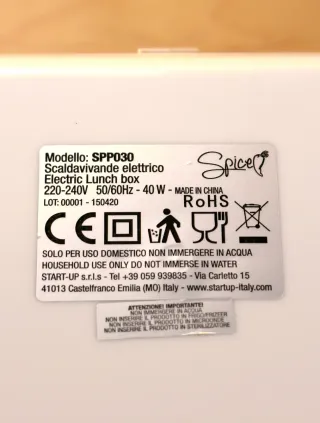 Modello: SPP030
Scaldavivande elettrico
Electric Lunch box
220-240V 50/60Hz - 40 W - MADE IN CHINA
LOT: 00001 - 150420
Spice
RoHS
CE
SOLO PER USO DOMESTICO NON IMMERGERE IN ACQUA
HOUSEHOLD USE ONLY DO NOT IMMERSE IN WATER
START-UP s.r.l.s - Tel +39 059 939835 - Via Carletto 15
41013 Castelfranco Emilia (MO) Italy - www.startup-italy.com
ATTENZIONE! IMPORTANTE!
NON IMMERGERE IN ACQUA
NON INSERIRE IL PRODOTTO IN FRIGO/FREEZER
NON INSERIRE IL PRODOTTO IN MICROONDE
NON INSERIRE IL PRODOTTO IN STERILIZZATORE